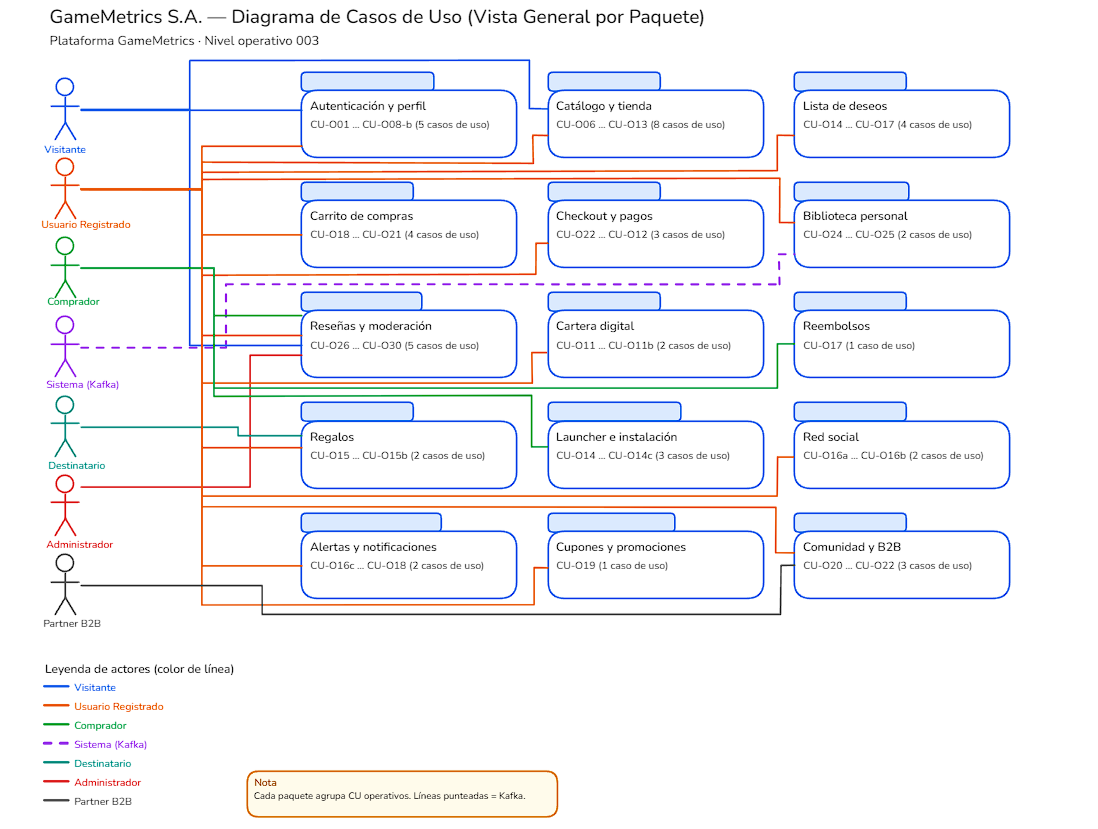 GameMetrics S.A. — Diagrama de Casos de Uso (Vista General por Paquete)
Plataforma GameMetrics · Nivel operativo 003
Visitante
Usuario Registrado
Comprador
Sistema (Kafka)
Destinatario
Administrador
Partner B2B
Autenticación y perfil
CU-O01 ... CU-O08-b (5 casos de uso)
Catálogo y tienda
CU-O06 ... CU-O13 (8 casos de uso)
Lista de deseos
CU-O14 ... CU-O17 (4 casos de uso)
Carrito de compras
CU-O18 ... CU-O21 (4 casos de uso)
Checkout y pagos
CU-O22 ... CU-O12 (3 casos de uso)
Biblioteca personal
CU-O24 ... CU-O25 (2 casos de uso)
Reseñas y moderación
CU-O26 ... CU-O30 (5 casos de uso)
Cartera digital
CU-O11 ... CU-O11b (2 casos de uso)
Reembolsos
CU-O17 (1 caso de uso)
Regalos
CU-O15 ... CU-O15b (2 casos de uso)
Launcher e instalación
CU-O14 ... CU-O14c (3 casos de uso)
Red social
CU-O16a ... CU-O16b (2 casos de uso)
Alertas y notificaciones
CU-O16c ... CU-O18 (2 casos de uso)
Cupones y promociones
CU-O19 (1 caso de uso)
Comunidad y B2B
CU-O20 ... CU-O22 (3 casos de uso)
Leyenda de actores (color de línea)
Visitante
Usuario Registrado
Comprador
Sistema (Kafka)
Destinatario
Administrador
Partner B2B
Nota
Cada paquete agrupa CU operativos. Líneas punteadas = Kafka.